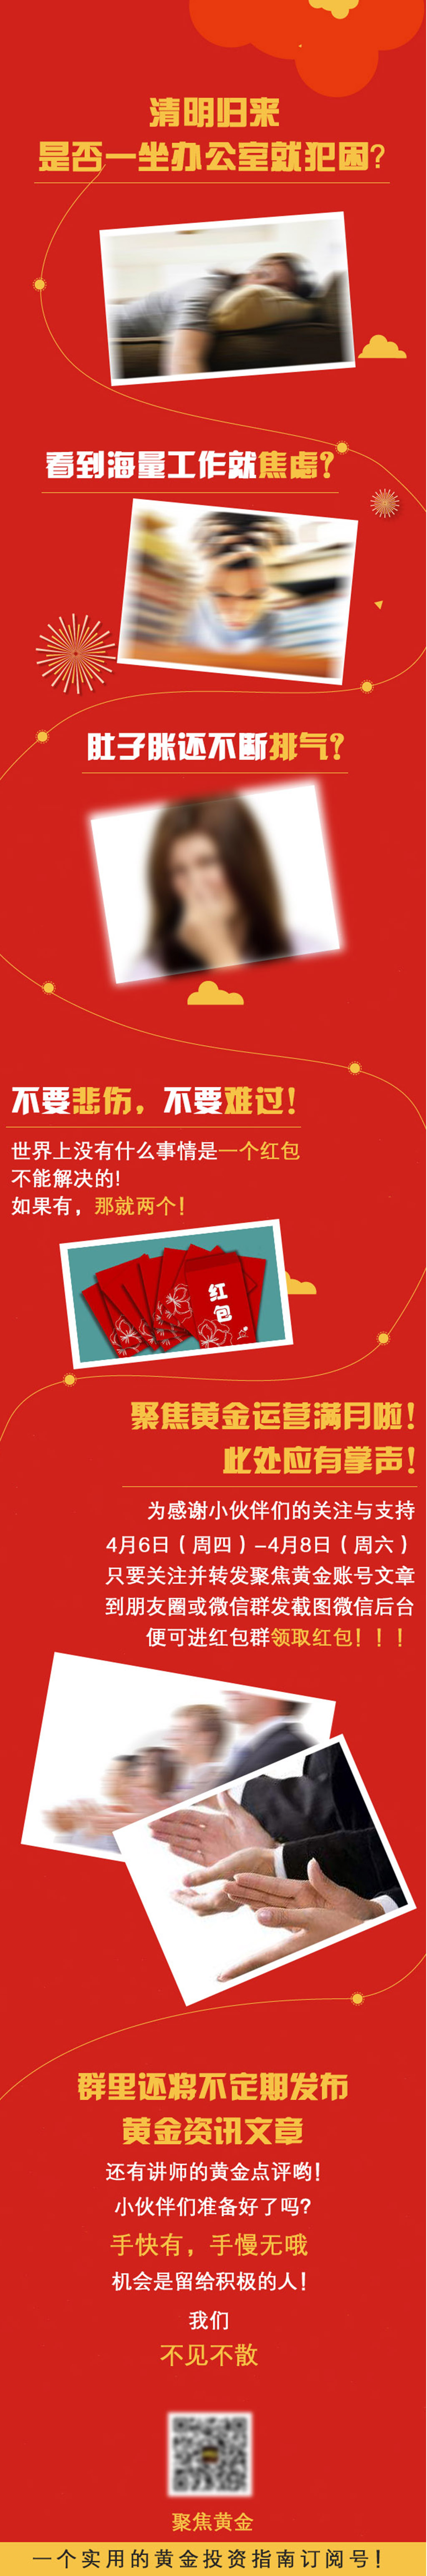 清明归来
是否一坐办公室就犯困?
看到海量工作就焦虑?
肚子胀还不断排气?
不要悲伤，不要难过!
世界上没有什么事情是一个红包
不能解决的!
如果有，那就两个!
红
包
聚焦黄金运营满月啦!
此处应有掌声!
为感谢小伙伴们的关注与支持
4月6日（周四）-4月8日（周六）
只要关注并转发聚焦黄金账号文章
到朋友圈或微信群发截图微信后台
便可进红包群领取红包！！！
群里还将不定期发布
黄金资讯文章
还有讲师的黄金点评哟!
小伙伴们准备好了吗?
手快有，手慢无哦
机会是留给积极的人!
我们
不见不散
聚焦黄金
一个实用的黄金投资指南订阅号!